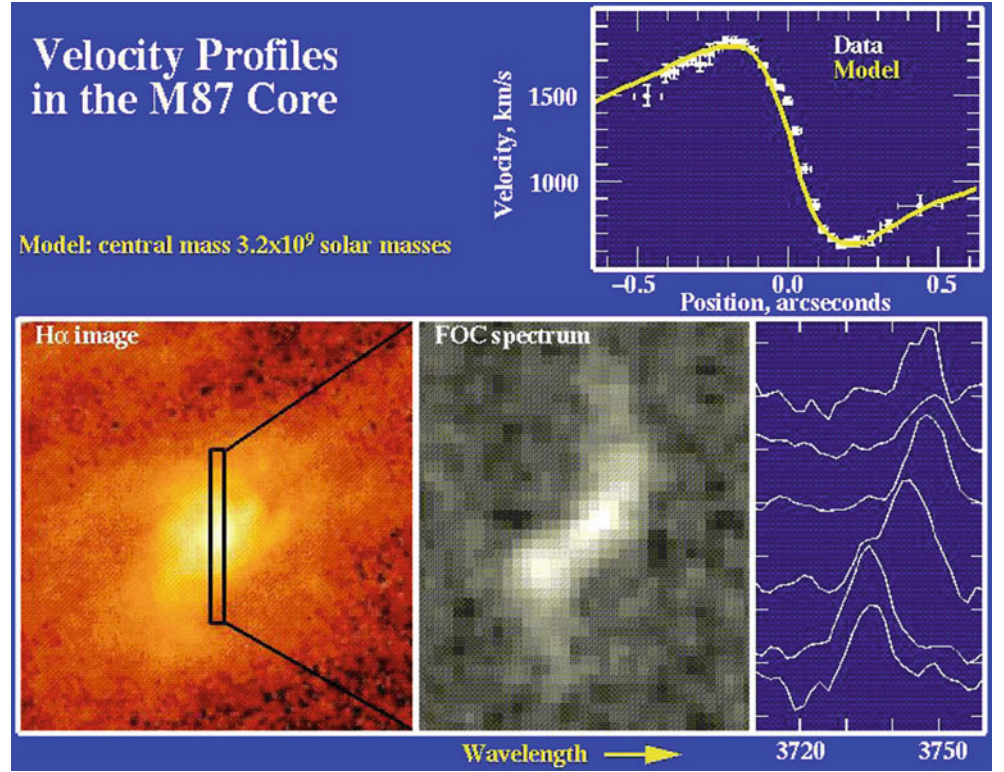 Velocity Profiles
in the M87 Core
Model: central mass 3.2x10⁹ solar masses
Data
Model
Velocity, km/s
1500
1000
−0.5
0.0
0.5
Position, arcseconds
Hα image
FOC spectrum
Wavelength
3720
3750